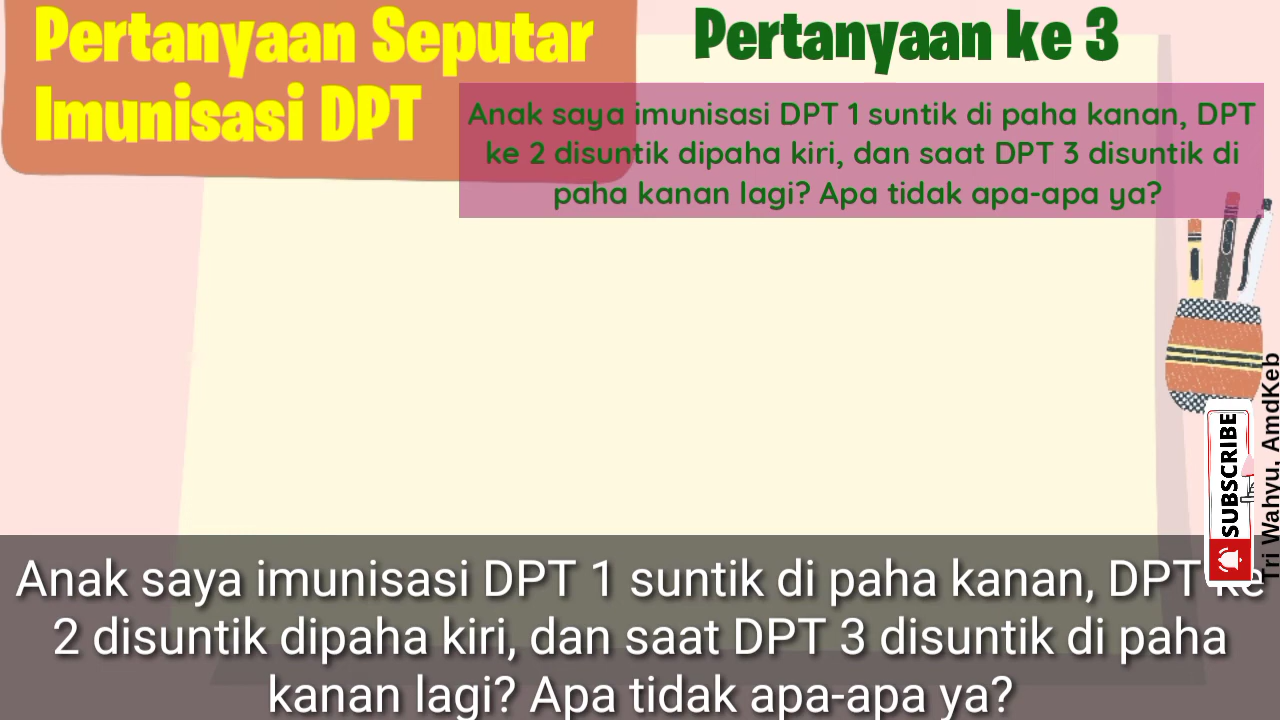 Pertanyaan Seputar
Imunisasi DPT
Pertanyaan ke 3
Anak saya imunisasi DPT 1 suntik di paha kanan, DPT
ke 2 disuntik dipaha kiri, dan saat DPT 3 disuntik di
paha kanan lagi? Apa tidak apa-apa ya?
SUBSCRIBE
Tri Wahyu, AmdKeb
Anak saya imunisasi DPT 1 suntik di paha kanan, DPT ke
2 disuntik dipaha kiri, dan saat DPT 3 disuntik di paha
kanan lagi? Apa tidak apa-apa ya?